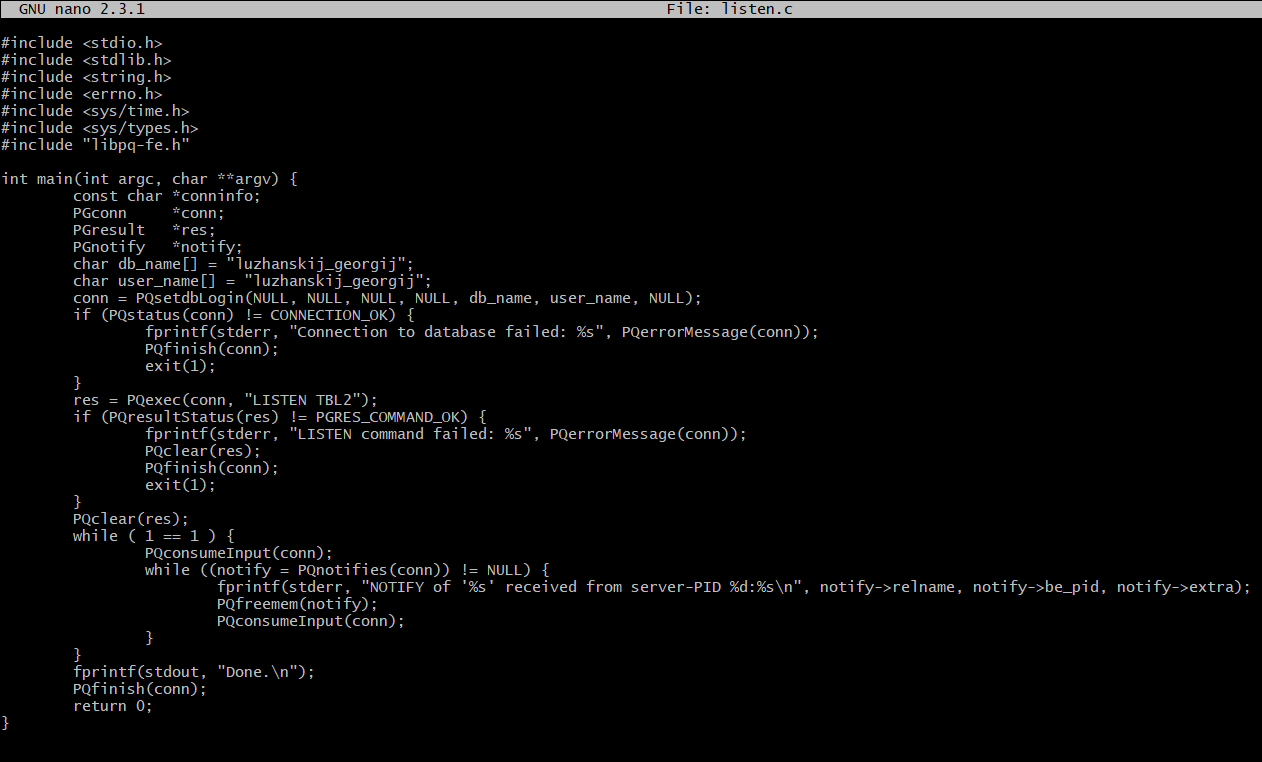 GNU nano 2.3.1 File: listen.c
#include <stdio.h>
#include <stdlib.h>
#include <string.h>
#include <errno.h>
#include <sys/time.h>
#include <sys/types.h>
#include "libpq-fe.h"
int main(int argc, char **argv) {
        const char *conninfo;
        PGconn     *conn;
        PGresult   *res;
        PGnotify   *notify;
        char db_name[] = "luzhanskij_georgij";
        char user_name[] = "luzhanskij_georgij";
        conn = PQsetdbLogin(NULL, NULL, NULL, NULL, db_name, user_name, NULL);
        if (PQstatus(conn) != CONNECTION_OK) {
                fprintf(stderr, "Connection to database failed: %s", PQerrorMessage(conn));
                PQfinish(conn);
                exit(1);
        }
        res = PQexec(conn, "LISTEN TBL2");
        if (PQresultStatus(res) != PGRES_COMMAND_OK) {
                fprintf(stderr, "LISTEN command failed: %s", PQerrorMessage(conn));
                PQclear(res);
                PQfinish(conn);
                exit(1);
        }
        PQclear(res);
        while ( 1 == 1 ) {
                PQconsumeInput(conn);
                while ((notify = PQnotifies(conn)) != NULL) {
                        fprintf(stderr, "NOTIFY of '%s' received from server-PID %d:%s\n", notify->relname, notify->be_pid, notify->extra);
                        PQfreemem(notify);
                        PQconsumeInput(conn);
                }
        }
        fprintf(stdout, "Done.\n");
        PQfinish(conn);
        return 0;
}